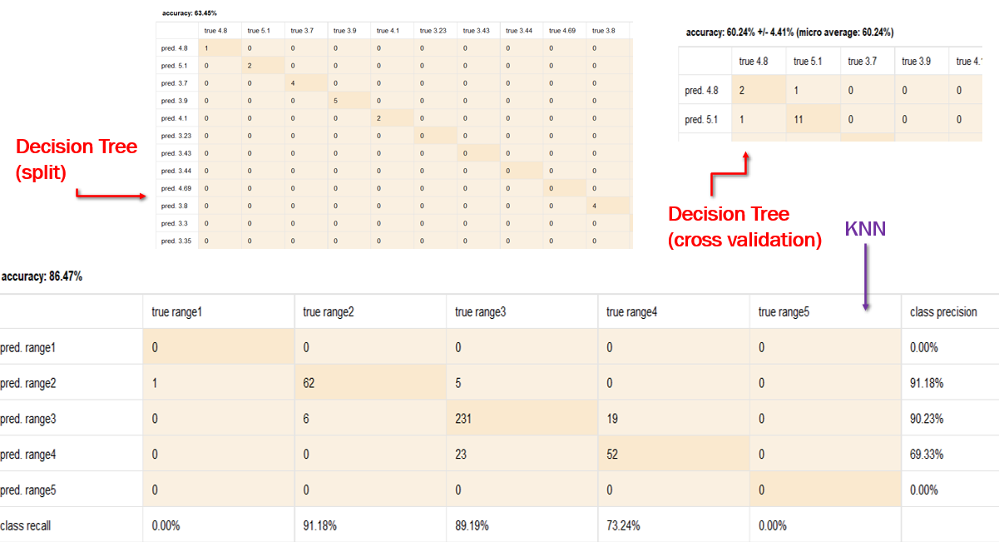 accuracy: 63.45%
true 4.8 true 5.1 true 3.7 true 3.9 true 4.1 true 3.23 true 3.43 true 3.44 true 4.69 true 3.8
pred. 4.8 1 0 0 0 0 0 0 0 0 0
pred. 5.1 0 2 0 0 0 0 0 0 0 0
pred. 3.7 0 0 4 0 0 0 0 0 0 0
pred. 3.9 0 0 0 5 0 0 0 0 0 0
pred. 4.1 0 0 0 0 2 0 0 0 0 0
pred. 3.23 0 0 0 0 0 0 0 0 0 0
pred. 3.43 0 0 0 0 0 0 0 0 0 0
pred. 3.44 0 0 0 0 0 0 0 0 0 0
pred. 4.69 0 0 0 0 0 0 0 0 0 0
pred. 3.8 0 0 0 0 0 0 0 0 0 4
pred. 3.3 0 0 0 0 0 0 0 0 0 0
pred. 3.35 0 0 0 0 0 0 0 0 0 0
Decision Tree
(split)
accuracy: 60.24% +/- 4.41% (micro average: 60.24%)
true 4.8 true 5.1 true 3.7 true 3.9 true 4.
pred. 4.8 2 1 0 0 0
pred. 5.1 1 11 0 0 0
Decision Tree
(cross validation)
KNN
accuracy: 86.47%
true range1 true range2 true range3 true range4 true range5 class precision
pred. range1 0 0 0 0 0 0.00%
pred. range2 1 62 5 0 0 91.18%
pred. range3 0 6 231 19 0 90.23%
pred. range4 0 0 23 52 0 69.33%
pred. range5 0 0 0 0 0 0.00%
class recall 0.00% 91.18% 89.19% 73.24% 0.00%